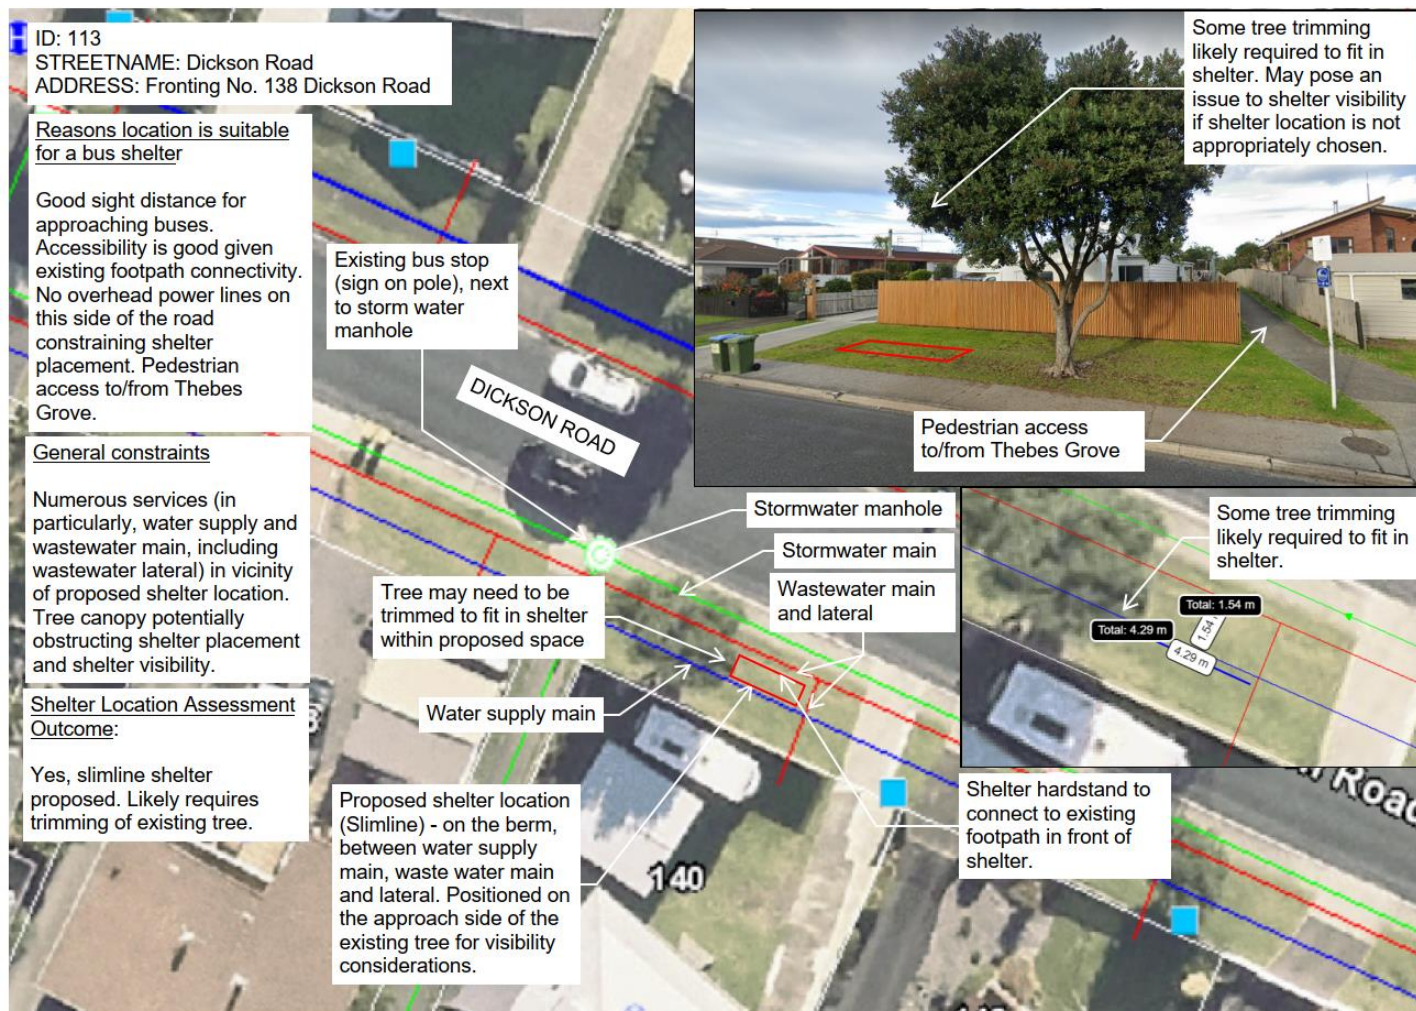 ID: 113
STREETNAME: Dickson Road
ADDRESS: Fronting No. 138 Dickson Road
Reasons location is suitable
for a bus shelter
Good sight distance for
approaching buses.
Accessibility is good given
existing footpath connectivity.
No overhead power lines on
this side of the road
constraining shelter
placement. Pedestrian
access to/from Thebes
Grove.
General constraints
Numerous services (in
particularly, water supply and
wastewater main, including
wastewater lateral) in vicinity
of proposed shelter location.
Tree canopy potentially
obstructing shelter placement
and shelter visibility.
Shelter Location Assessment
Outcome:
Yes, slimline shelter
proposed. Likely requires
trimming of existing tree.
Existing bus stop
(sign on pole), next
to storm water
manhole
DICKSON ROAD
Some tree trimming
likely required to fit in
shelter. May pose an
issue to shelter visibility
if shelter location is not
appropriately chosen.
Pedestrian access
to/from Thebes Grove
Stormwater manhole
Stormwater main
Wastewater main
and lateral
Tree may need to be
trimmed to fit in shelter
within proposed space
Water supply main
Some tree trimming
likely required to fit in
shelter.
Total: 1.54 m
Total: 4.29 m
4.29 m
Proposed shelter location
(Slimline) - on the berm,
between water supply
main, waste water main
and lateral. Positioned on
the approach side of the
existing tree for visibility
considerations.
Shelter hardstand to
connect to existing
footpath in front of
shelter.
140
Road